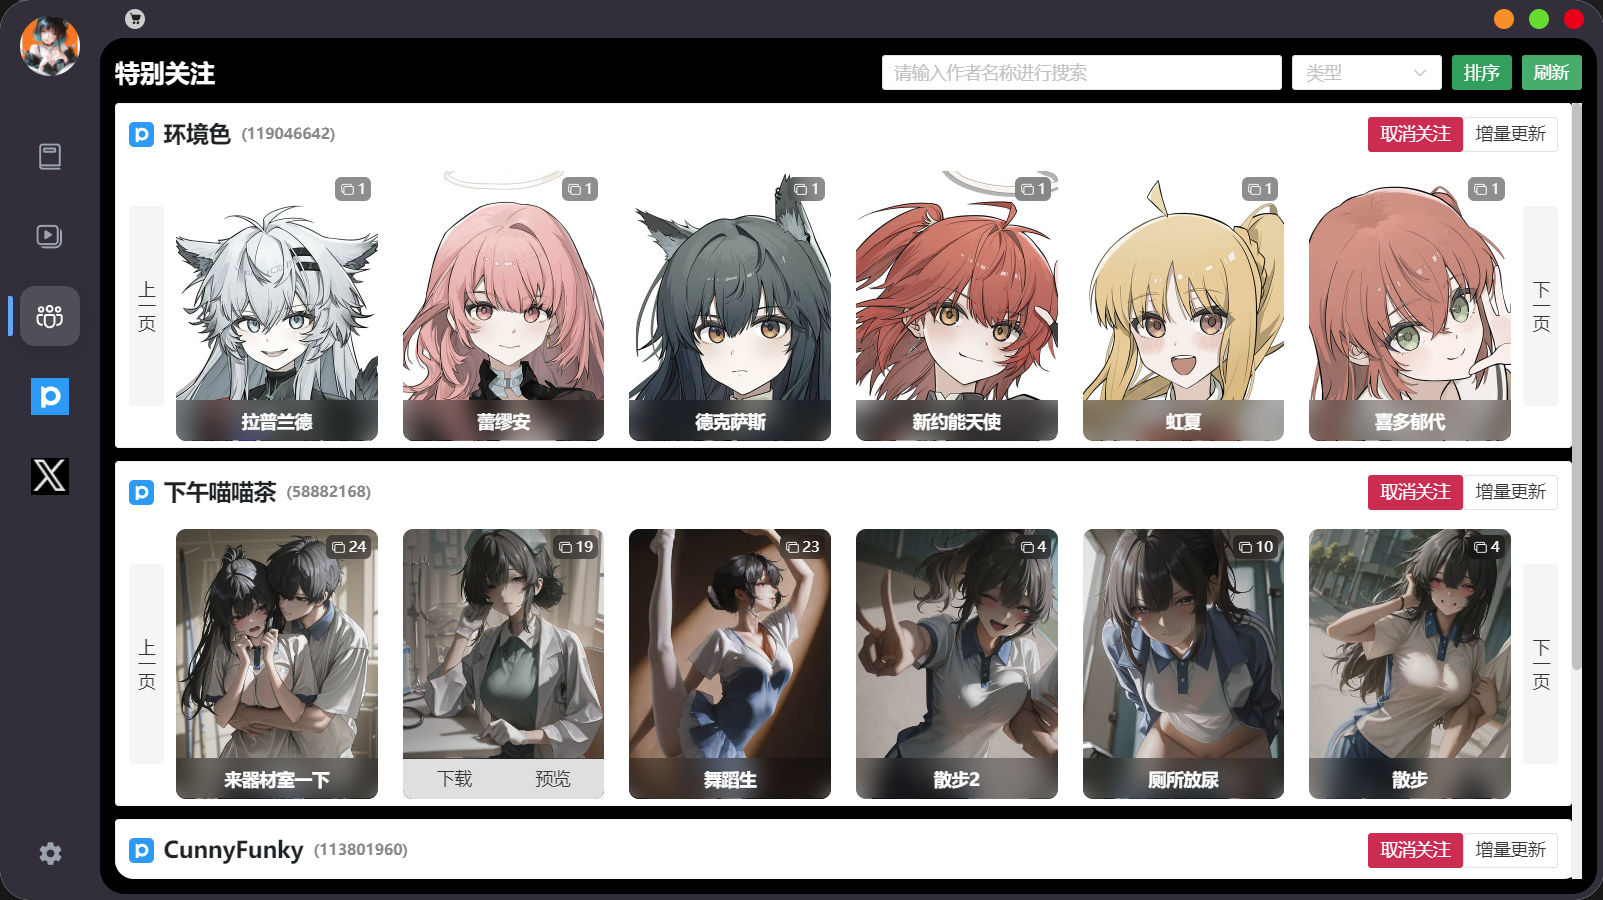 特别关注
请输入作者名称进行搜索
类型
排序
刷新
环境色 (119046642)
取消关注
增量更新
上一页
1
拉普兰德
1
蕾缪安
1
德克萨斯
1
新约能天使
1
虹夏
1
喜多郁代
下一页
下午喵喵茶 (58882168)
取消关注
增量更新
上一页
24
来器材室一下
19
下载
预览
23
舞蹈生
4
散步2
10
厕所放尿
4
散步
下一页
CunnyFunky (113801960)
取消关注
增量更新